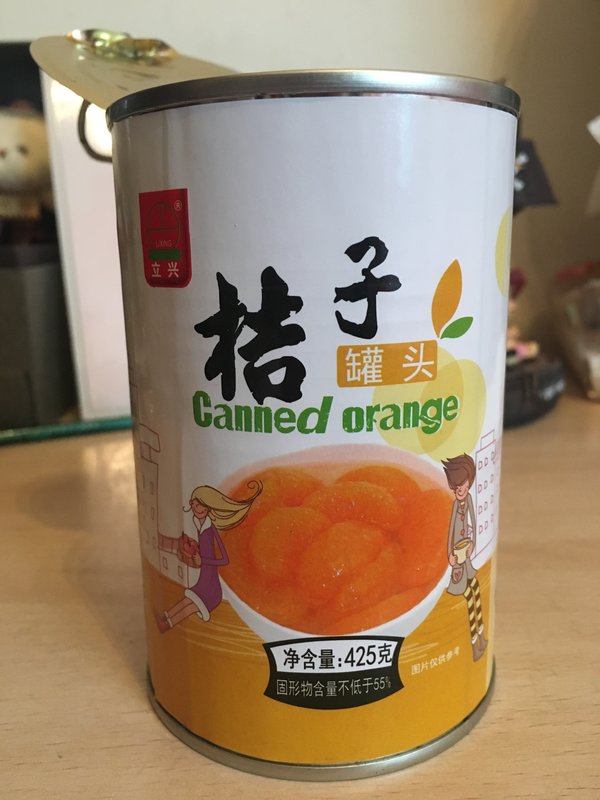 LIXING
立兴
桔子
罐头
Canned orange
净含量:425克
固形物含量不低于55%
图片仅供参考